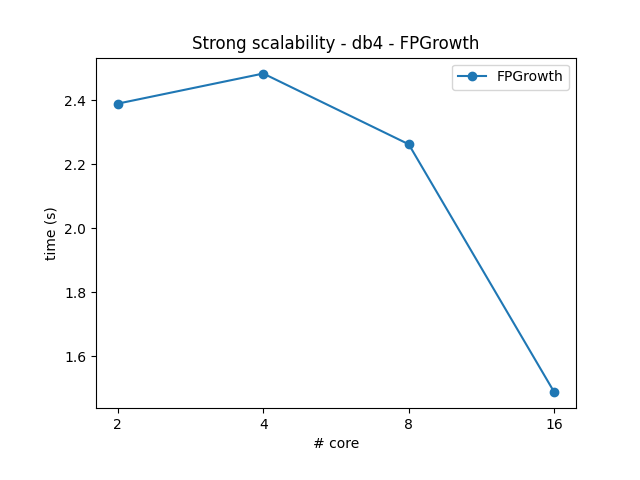 Strong scalability - db4 - FPGrowth
FPGrowth
2.4
2.2
2.0
1.8
1.6
time (s)
2 4 8 16
# core